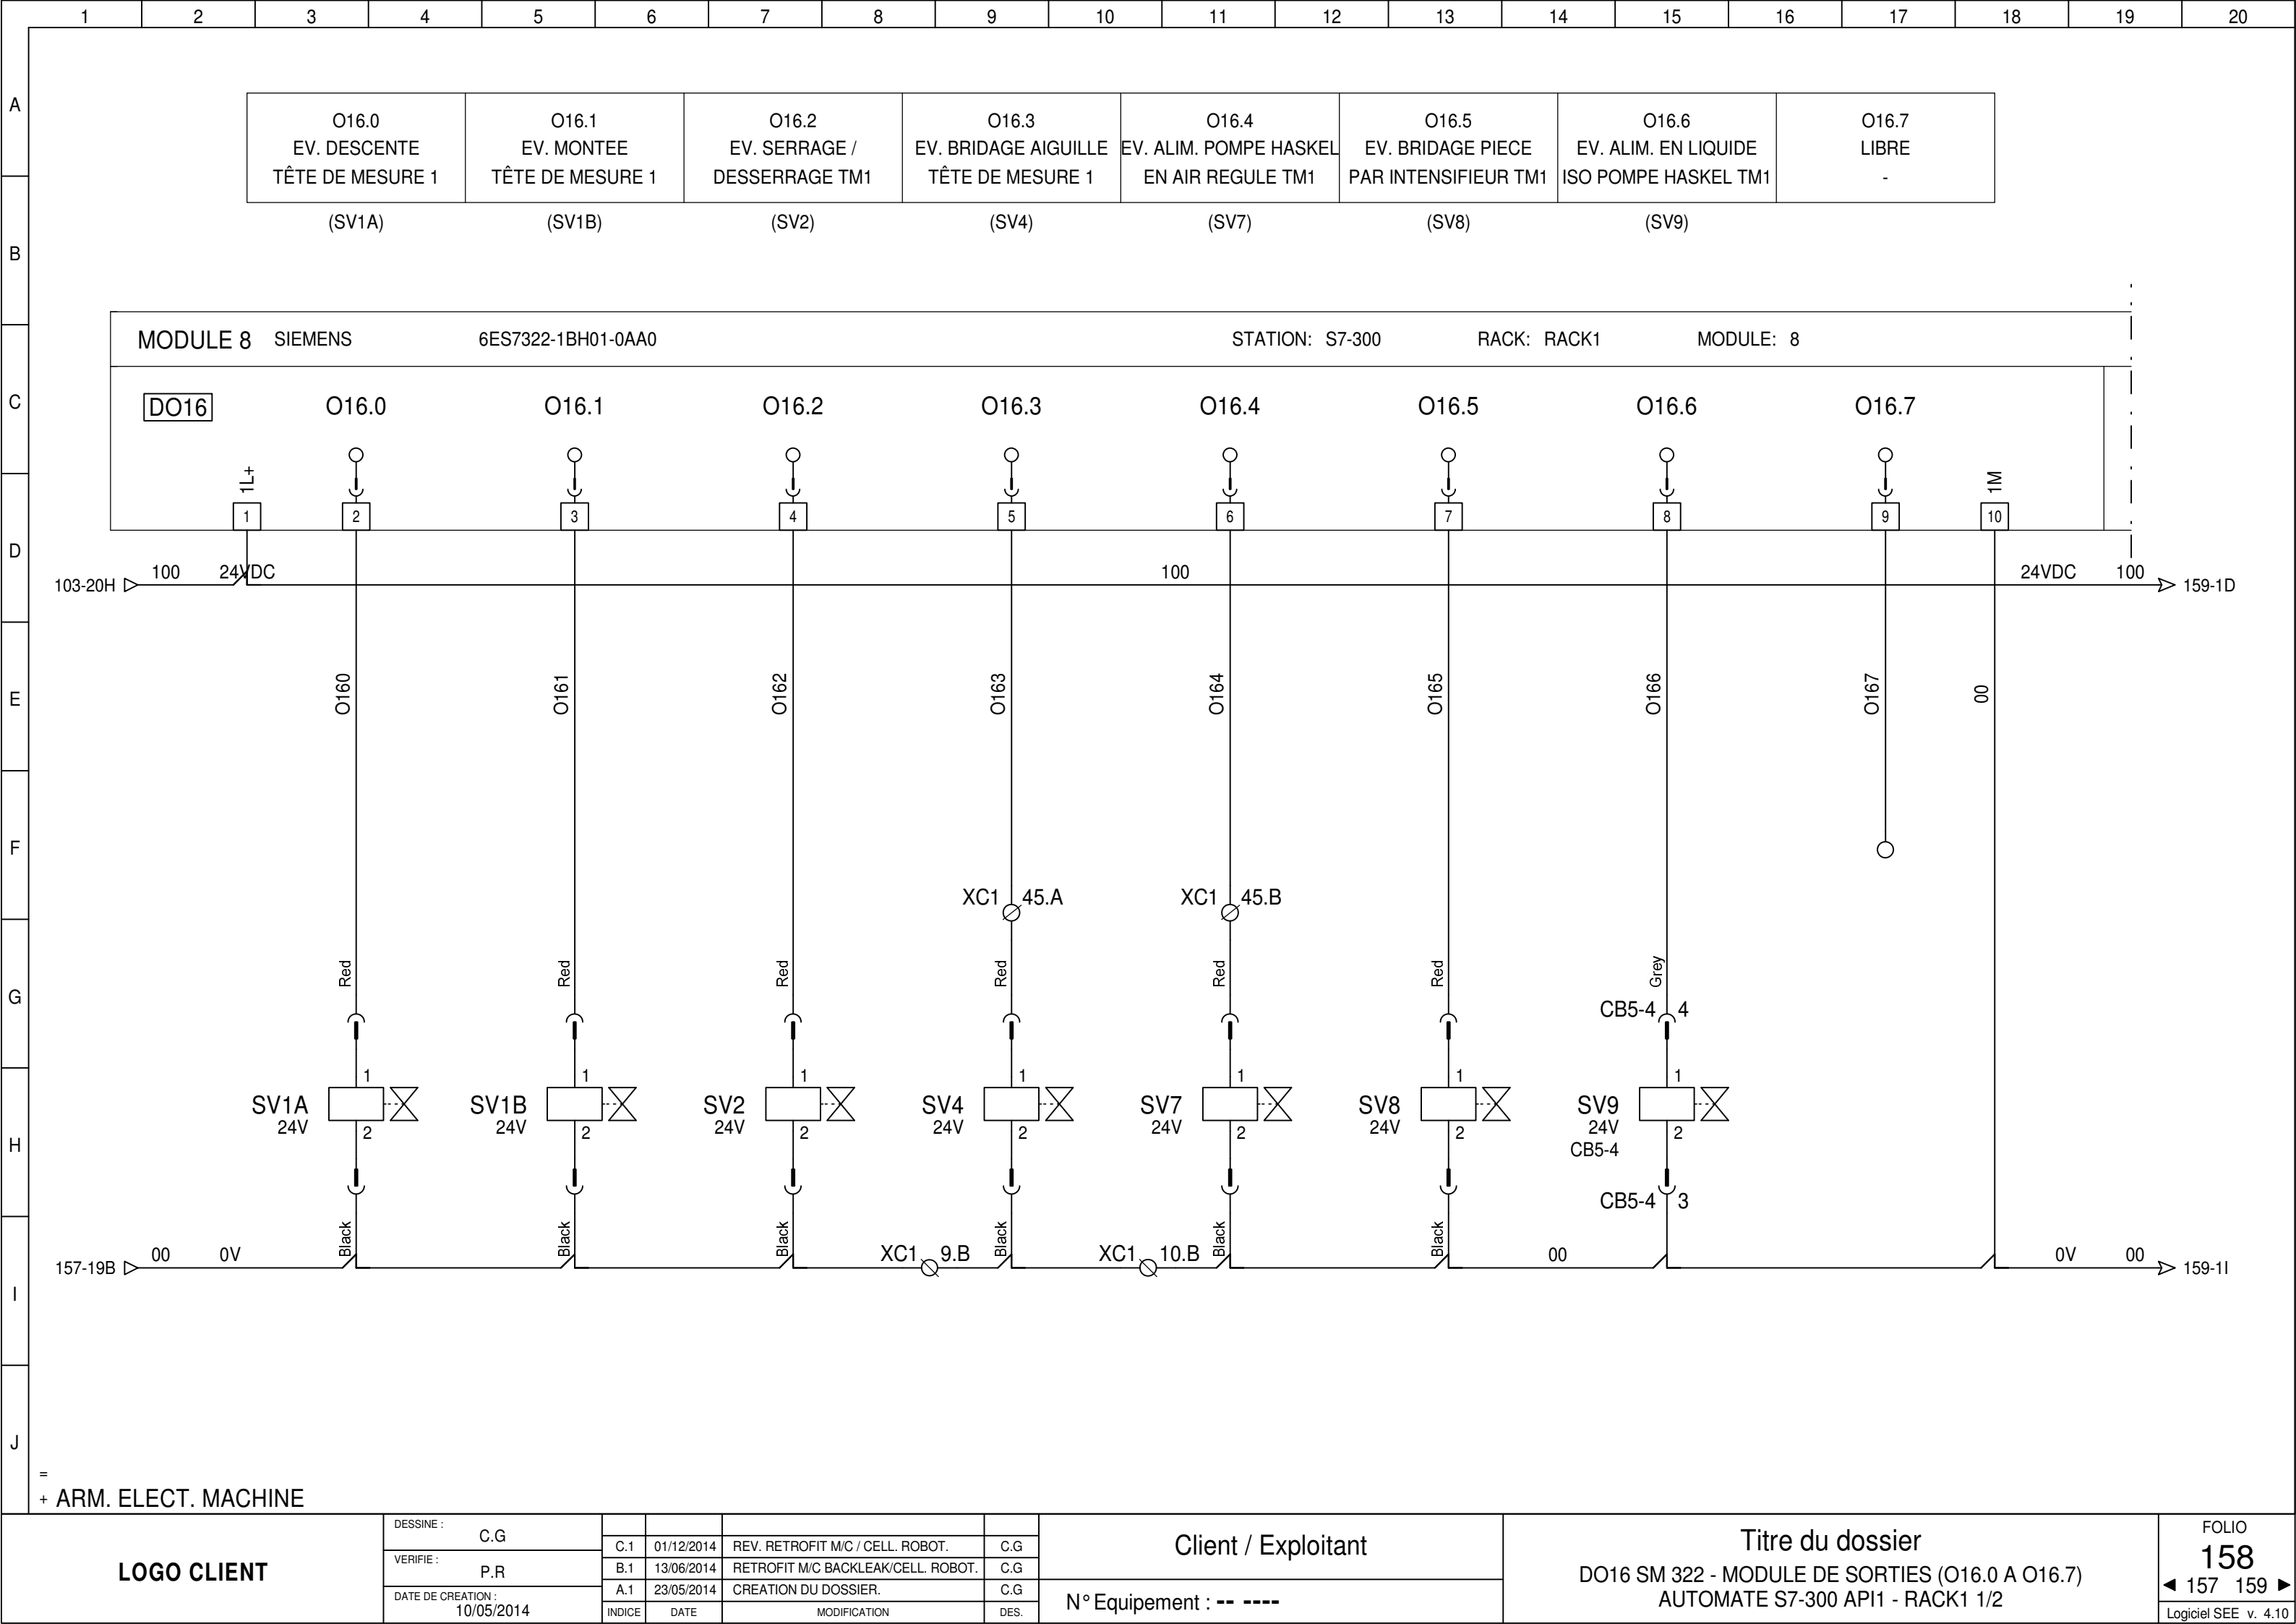 1 2 3 4 5 6 7 8 9 10 11 12 13 14 15 16 17 18 19 20
A
B
C
D
E
F
G
H
I
J
O16.0 O16.1 O16.2 O16.3 O16.4 O16.5 O16.6 O16.7
EV. DESCENTE EV. MONTEE EV. SERRAGE / EV. BRIDAGE AIGUILLE EV. ALIM. POMPE HASKEL EV. BRIDAGE PIECE EV. ALIM. EN LIQUIDE LIBRE
TÊTE DE MESURE 1 TÊTE DE MESURE 1 DESSERRAGE TM1 TÊTE DE MESURE 1 EN AIR REGULE TM1 PAR INTENSIFIEUR TM1 ISO POMPE HASKEL TM1 -
(SV1A) (SV1B) (SV2) (SV4) (SV7) (SV8) (SV9)
MODULE 8 SIEMENS 6ES7322-1BH01-0AA0 STATION: S7-300 RACK: RACK1 MODULE: 8
DO16 O16.0 O16.1 O16.2 O16.3 O16.4 O16.5 O16.6 O16.7
1L+ 1M
1 2 3 4 5 6 7 8 9 10
103-20H 100 24VDC 100 24VDC 100 159-1D
O160 O161 O162 O163 O164 O165 O166 O167 00
XC1 45.A XC1 45.B
Red Red Red Red Red Red Grey
CB5-4 4
1 1 1 1 1 1 1
SV1A SV1B SV2 SV4 SV7 SV8 SV9
24V 24V 24V 24V 24V 24V 24V
2 2 2 2 2 2 2
CB5-4
CB5-4 3
Black Black Black Black Black Black
157-19B 00 0V XC1 9.B XC1 10.B 00 0V 00 159-1I
=
+ ARM. ELECT. MACHINE
LOGO CLIENT
DESSINE :
C.G
VERIFIE :
P.R
DATE DE CREATION :
10/05/2014
C.1 01/12/2014 REV. RETROFIT M/C / CELL. ROBOT. C.G
B.1 13/06/2014 RETROFIT M/C BACKLEAK/CELL. ROBOT. C.G
A.1 23/05/2014 CREATION DU DOSSIER. C.G
INDICE DATE MODIFICATION DES.
Client / Exploitant
N° Equipement : -- ----
Titre du dossier
DO16 SM 322 - MODULE DE SORTIES (O16.0 A O16.7)
AUTOMATE S7-300 API1 - RACK1 1/2
FOLIO
158
157 159
Logiciel SEE v. 4.10